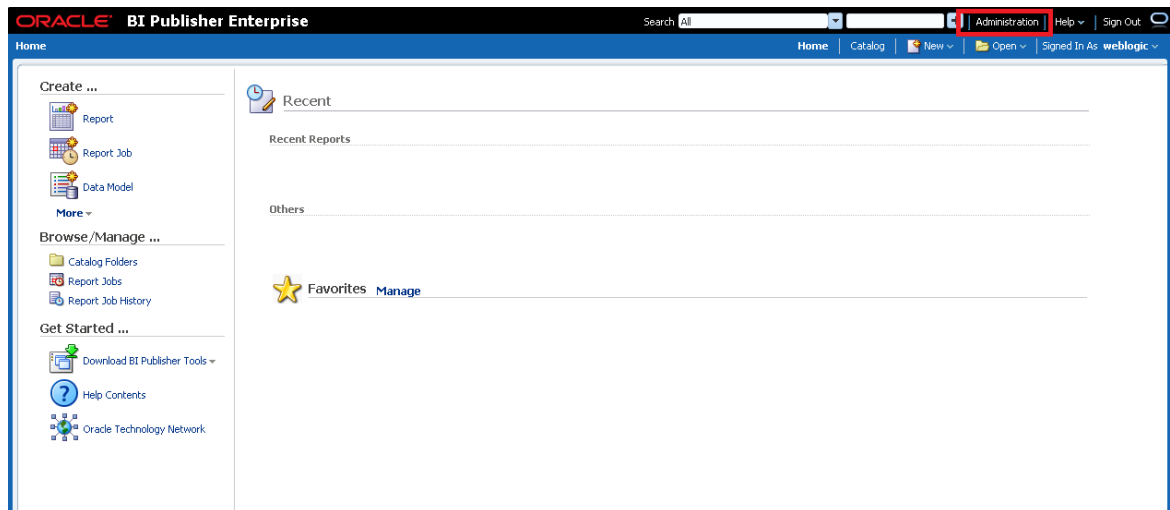 ORACLE BI Publisher Enterprise
Search All
Administration Help Sign Out
Home
Home Catalog New Open Signed In As weblogic
Create ...
Report
Report Job
Data Model
More
Browse/Manage ...
Catalog Folders
Report Jobs
Report Job History
Get Started ...
Download BI Publisher Tools
Help Contents
Oracle Technology Network
Recent
Recent Reports
Others
Favorites Manage